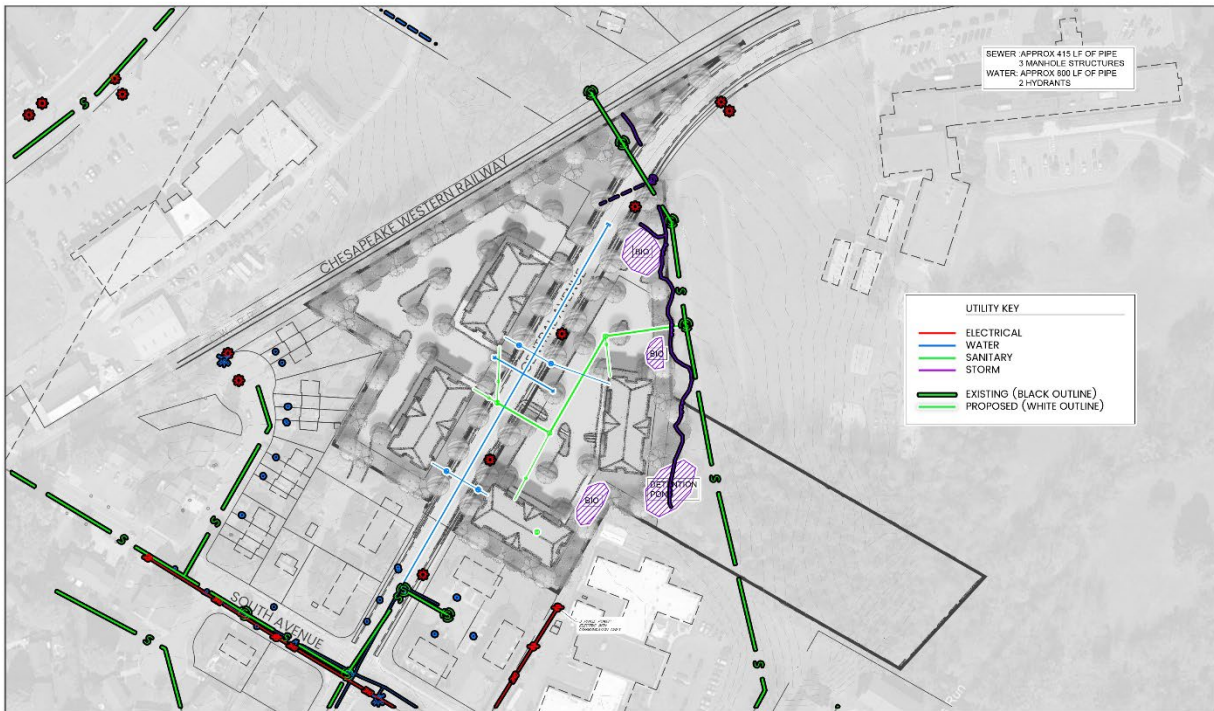 SEWER :APPROX 415 LF OF PIPE
3 MANHOLE STRUCTURES
WATER: APPROX 800 LF OF PIPE
2 HYDRANTS
S
CHESAPEAKE WESTERN RAILWAY
BIO
S
UTILITY KEY
ELECTRICAL
WATER
SANITARY
STORM
EXISTING (BLACK OUTLINE)
PROPOSED (WHITE OUTLINE)
BIO
DETENTION
BIO
S
S
S
S
S
SOUTH AVENUE
S
Run